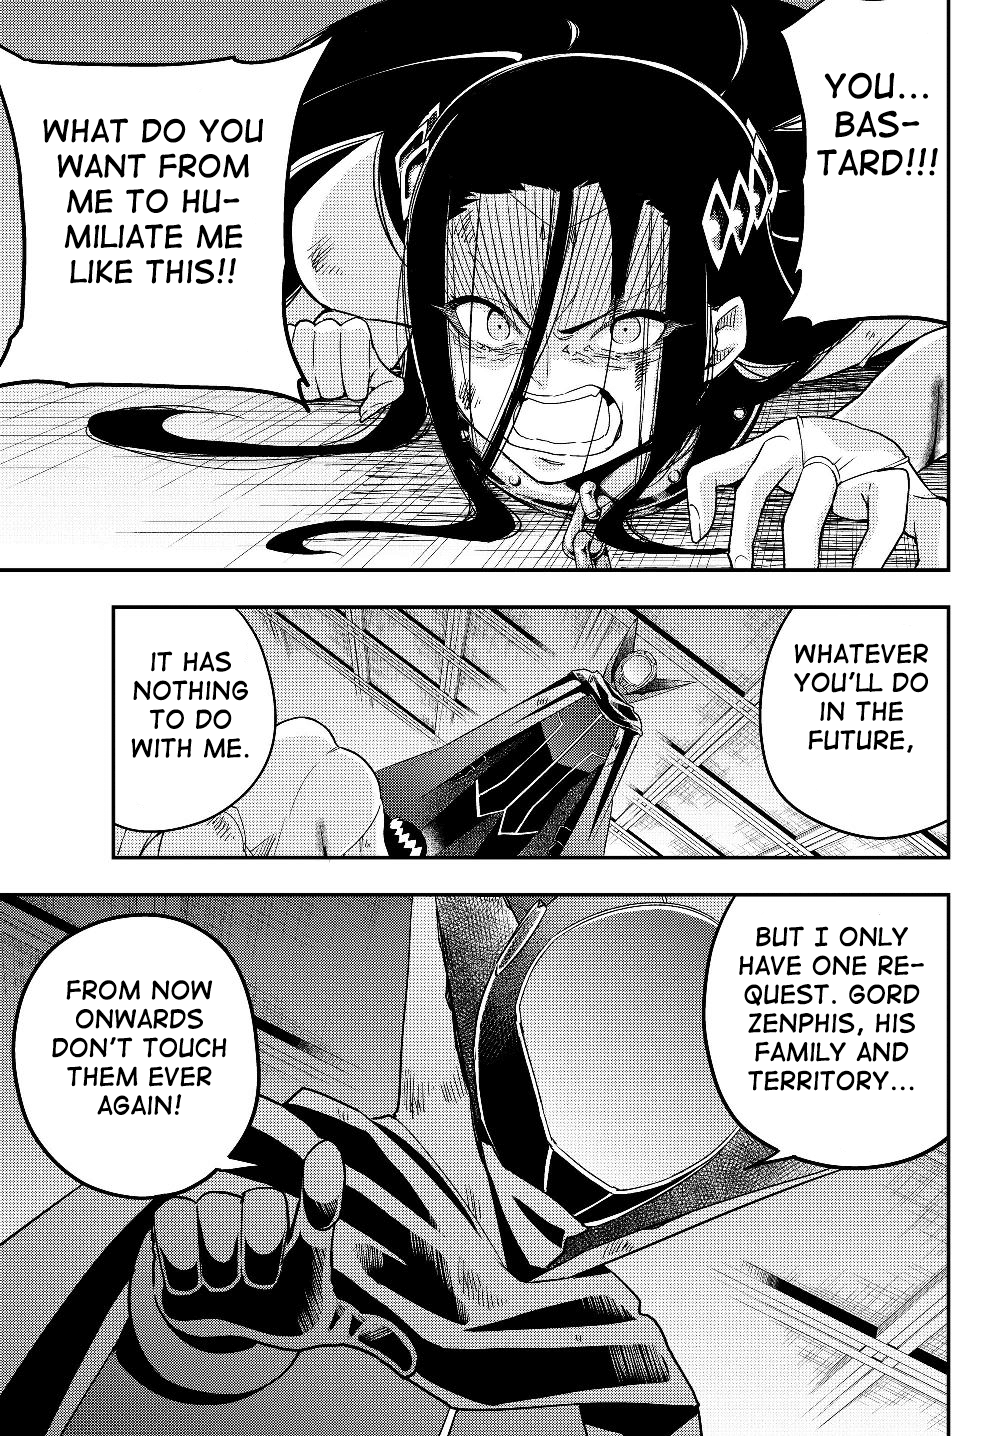 YOU...
BAS-
TARD!!!
WHAT DO YOU
WANT FROM
ME TO HU-
MILIATE ME
LIKE THIS!!
WHATEVER
YOU'LL DO
IN THE
FUTURE,
IT HAS
NOTHING
TO DO
WITH ME.
BUT I ONLY
HAVE ONE RE-
QUEST. GORD
ZENPHIS, HIS
FAMILY AND
TERRITORY...
FROM NOW
ONWARDS
DON'T TOUCH
THEM EVER
AGAIN!